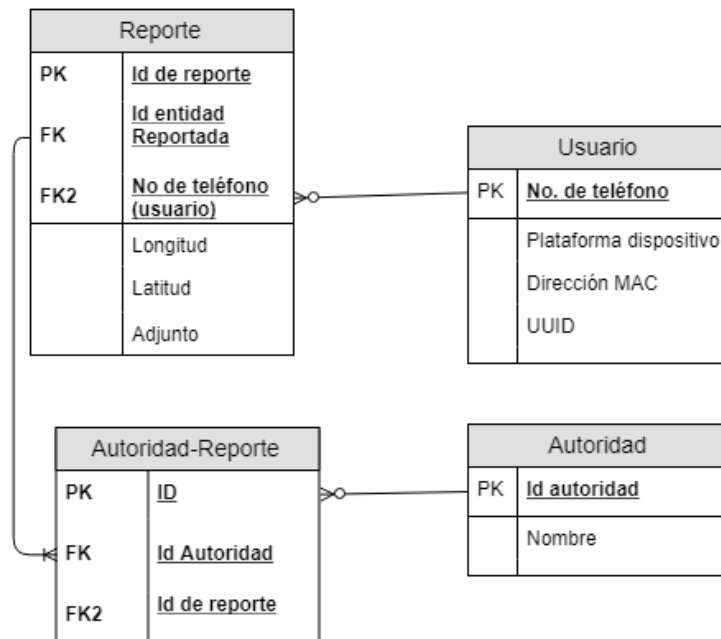 Reporte
PK Id de reporte
Id entidad
FK Reportada
No de teléfono
FK2 (usuario)
Longitud
Latitud
Adjunto
Usuario
PK No. de teléfono
Plataforma dispositivo
Dirección MAC
UUID
Autoridad-Reporte
PK ID
FK Id Autoridad
FK2 Id de reporte
Autoridad
PK Id autoridad
Nombre